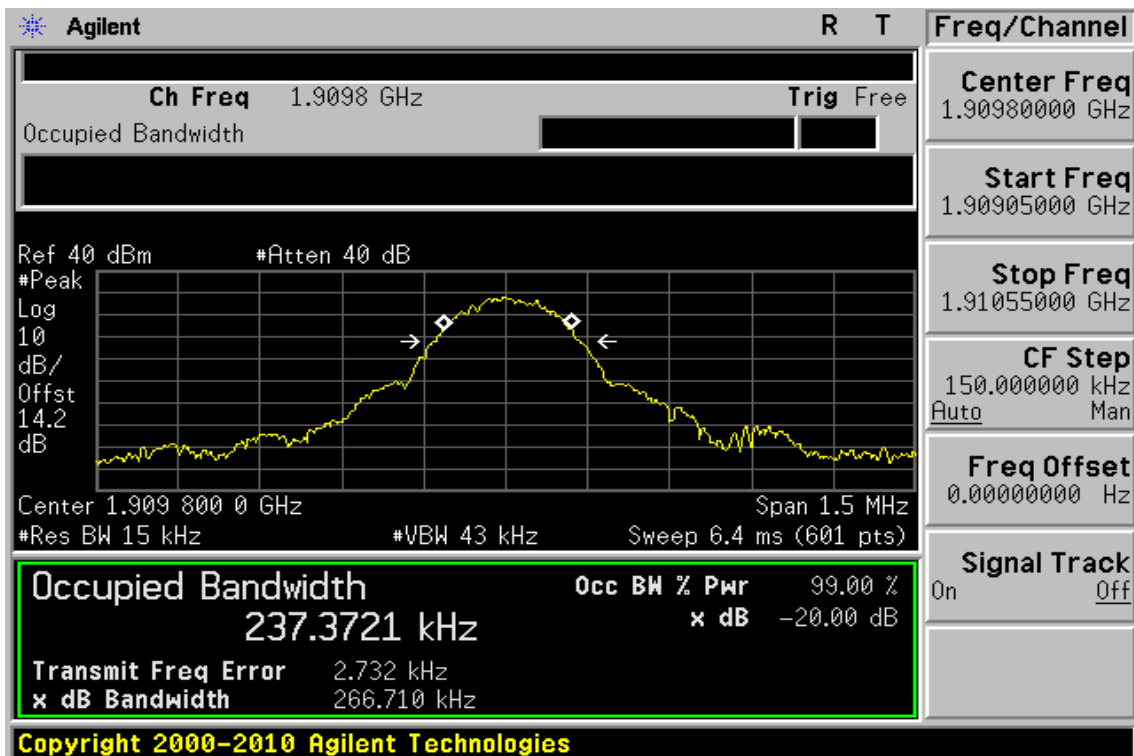 Agilent R T
Ch Freq 1.9098 GHz Trig Free
Occupied Bandwidth
Ref 40 dBm #Atten 40 dB
#Peak
Log
10
dB/
Offst
14.2
dB
Center 1.909 800 0 GHz Span 1.5 MHz
#Res BW 15 kHz #VBW 43 kHz Sweep 6.4 ms (601 pts)
Occupied Bandwidth
237.3721 kHz
Occ BW % Pwr 99.00 %
x dB -20.00 dB
Transmit Freq Error 2.732 kHz
x dB Bandwidth 266.710 kHz
Copyright 2000-2010 Agilent Technologies
Freq/Channel
Center Freq
1.90980000 GHz
Start Freq
1.90905000 GHz
Stop Freq
1.91055000 GHz
CF Step
150.000000 kHz
Auto Man
Freq Offset
0.00000000 Hz
Signal Track
On Off